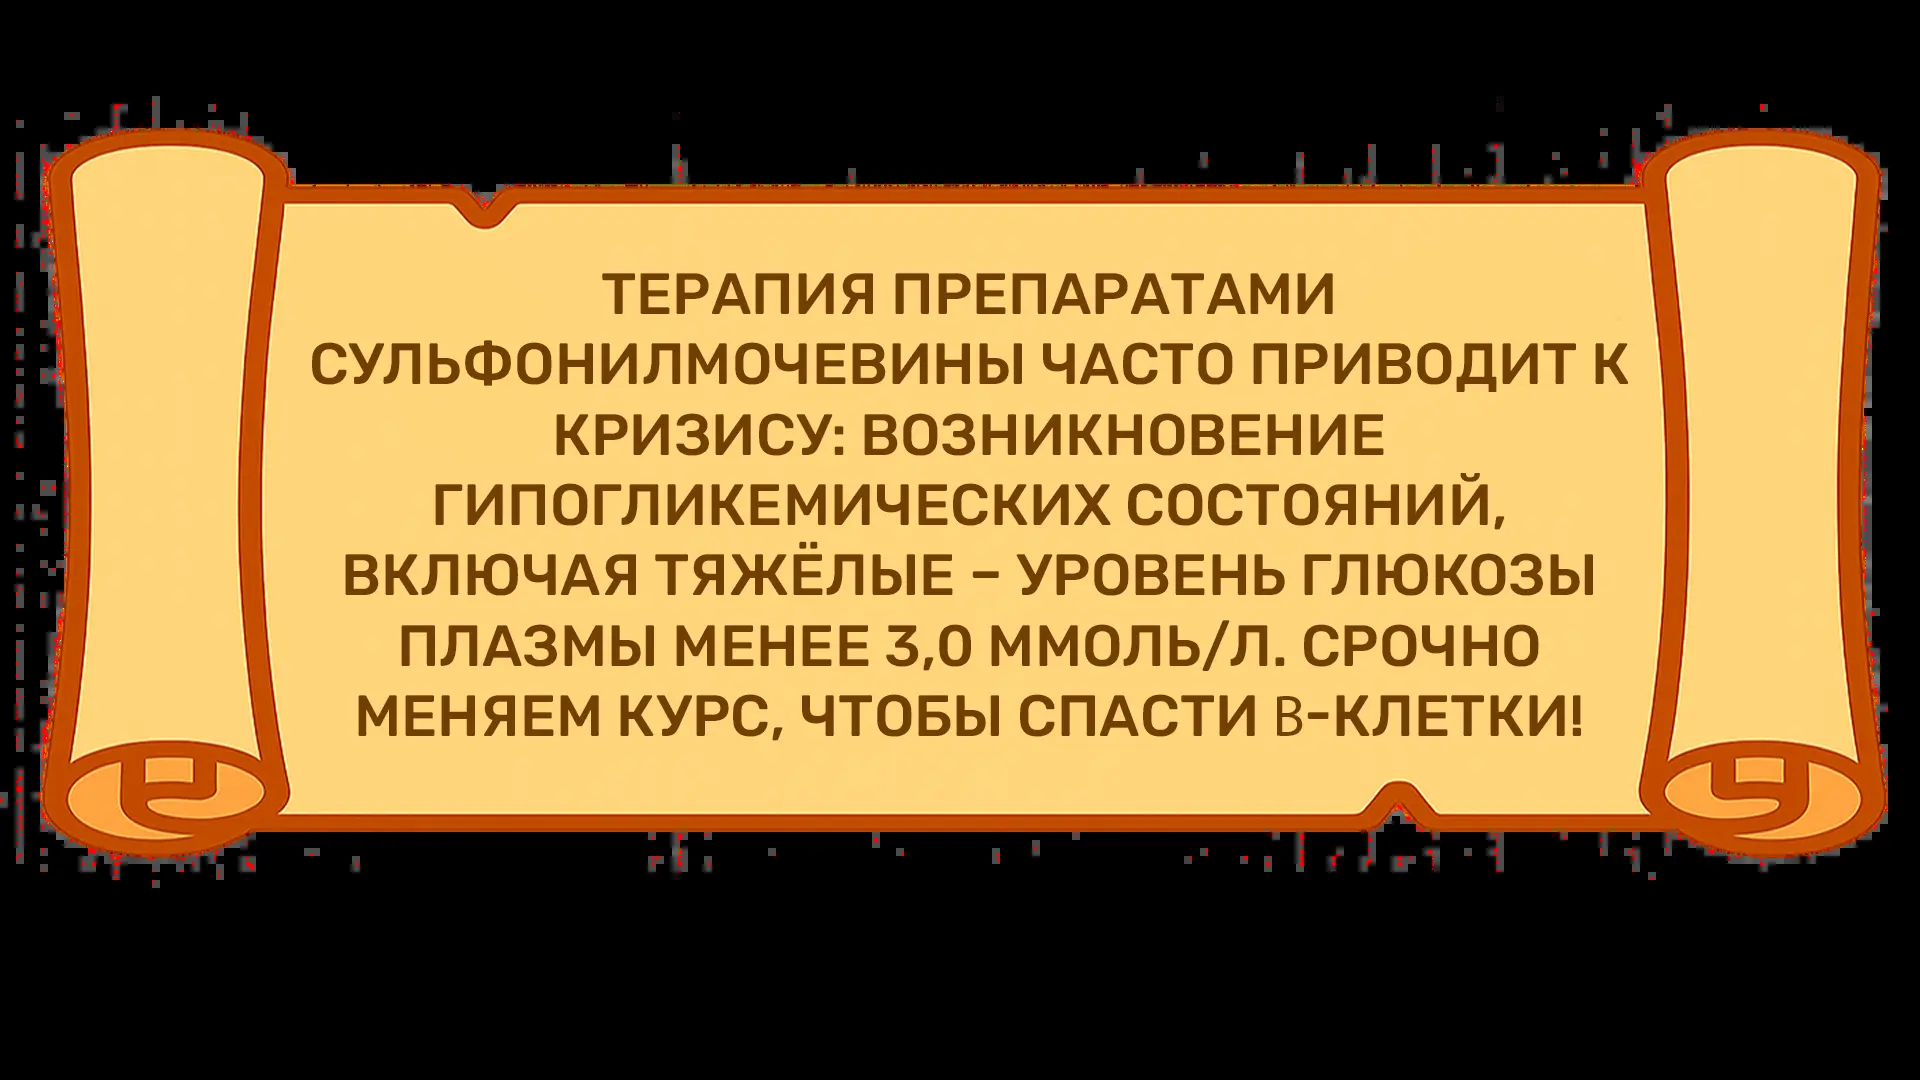 ТЕРАПИЯ ПРЕПАРАТАМИ
СУЛЬФОНИЛМОЧЕВИНЫ ЧАСТО ПРИВОДИТ К
КРИЗИСУ: ВОЗНИКНОВЕНИЕ
ГИПОГЛИКЕМИЧЕСКИХ СОСТОЯНИЙ,
ВКЛЮЧАЯ ТЯЖЁЛЫЕ – УРОВЕНЬ ГЛЮКОЗЫ
ПЛАЗМЫ МЕНЕЕ 3,0 ММОЛЬ/Л. СРОЧНО
МЕНЯЕМ КУРС, ЧТОБЫ СПАСТИ Β-КЛЕТКИ!